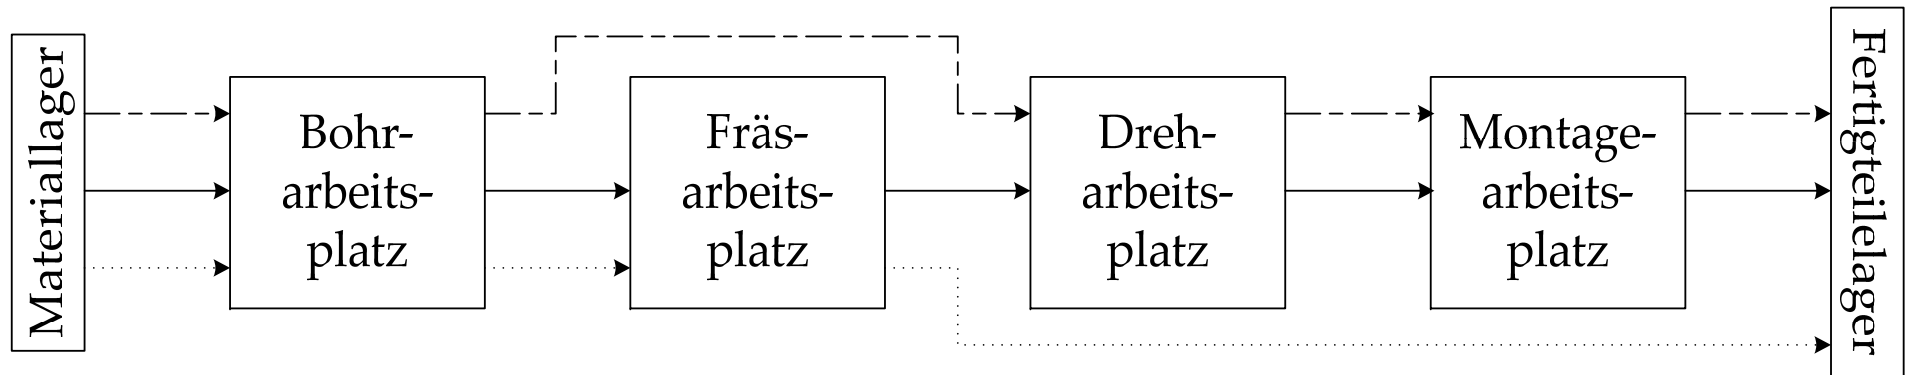 Materiallager
Bohr-
arbeits-
platz
Fräs-
arbeits-
platz
Dreh-
arbeits-
platz
Montage-
arbeits-
platz
Fertigteilelager